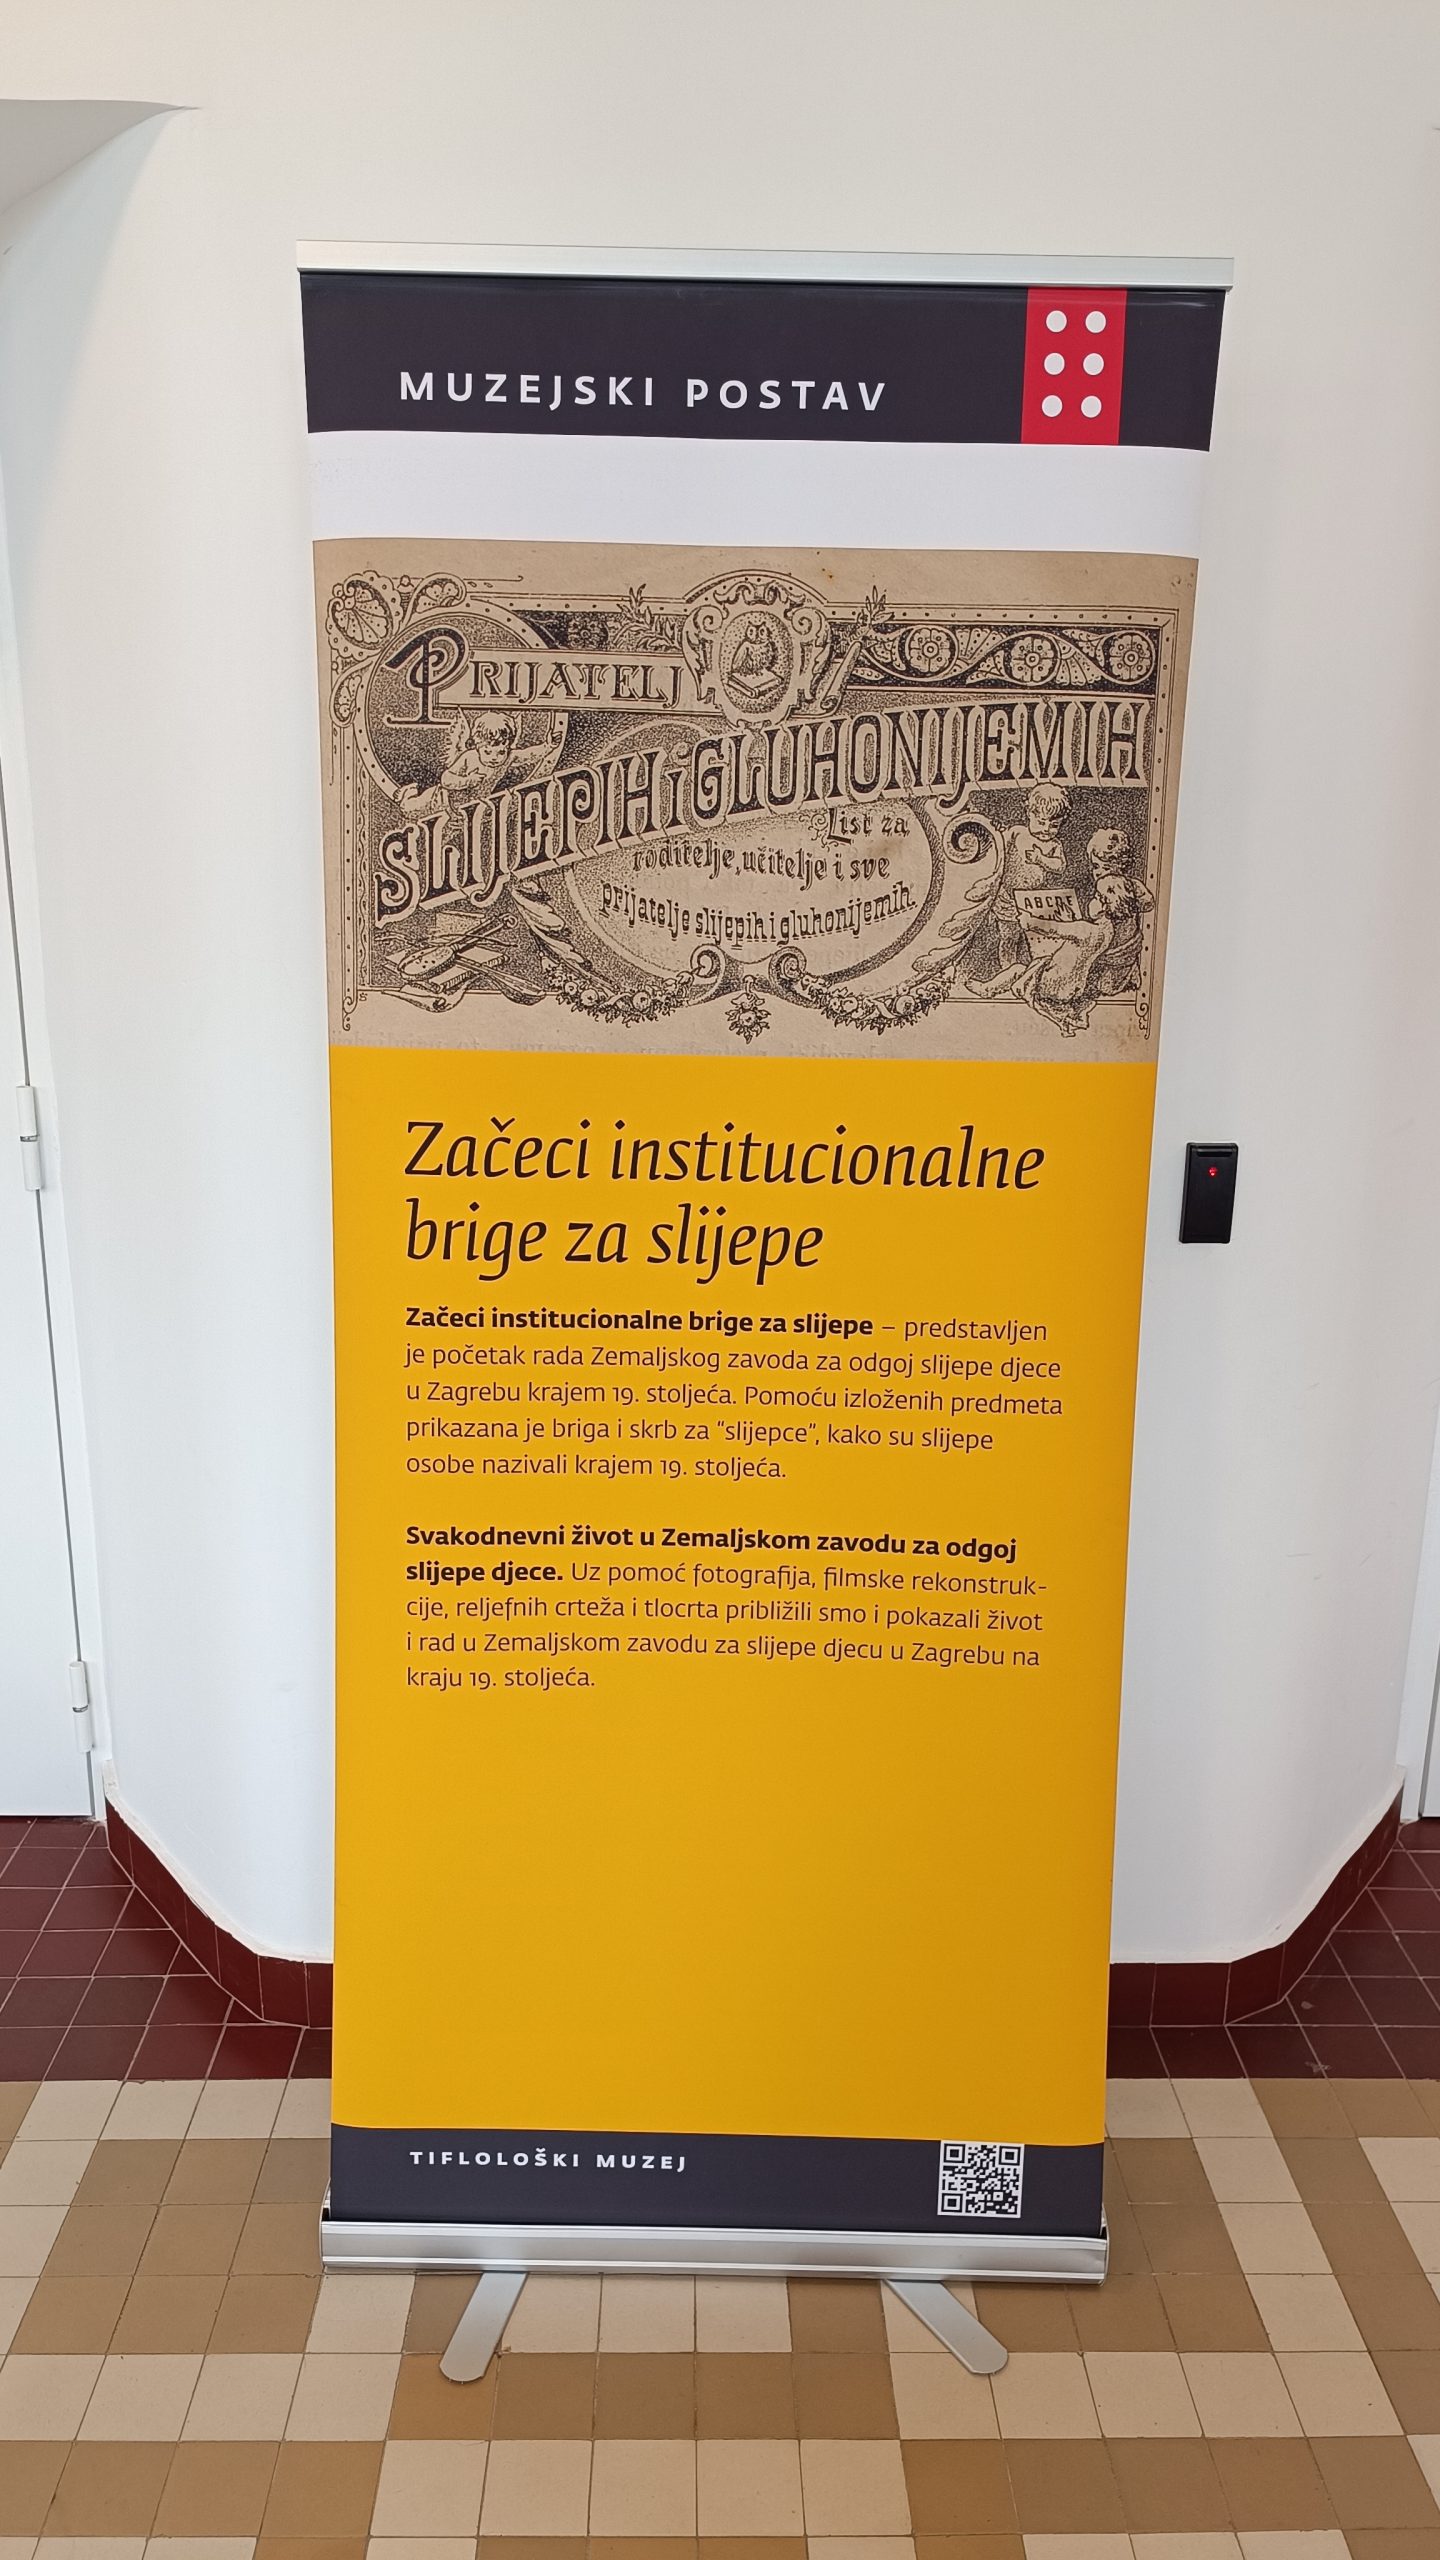 MUZEJSKI POSTAV
PRIJATELJ
SLIJEPIH i GLUHONIJEMIH
List za
roditelje, učitelje i sve
prijatelje slijepih i gluhonijemih.
ABCDE
Začeci institucionalne
brige za slijepe
Začeci institucionalne brige za slijepe – predstavljen
je početak rada Zemaljskog zavoda za odgoj slijepe djece
u Zagrebu krajem 19. stoljeća. Pomoću izloženih predmeta
prikazana je briga i skrb za “slijepce”, kako su slijepe
osobe nazivali krajem 19. stoljeća.
Svakodnevni život u Zemaljskom zavodu za odgoj
slijepe djece. Uz pomoć fotografija, filmske rekonstruk-
cije, reljefnih crteža i tlocrta približili smo i pokazali život
i rad u Zemaljskom zavodu za slijepe djecu u Zagrebu na
kraju 19. stoljeća.
TIFLOLOŠKI MUZEJ